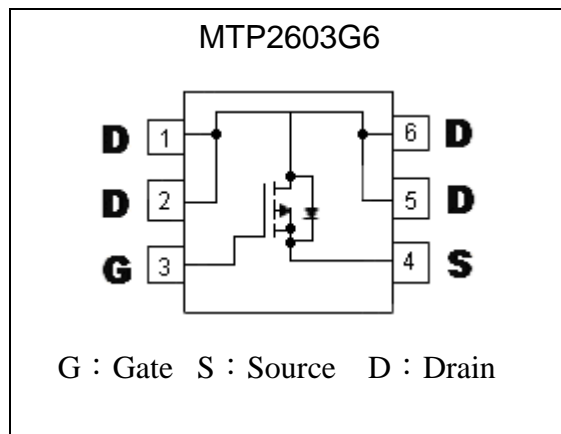 MTP2603G6
D 1 6 D
D 2 5 D
G 3 4 S
G：Gate S：Source D：Drain